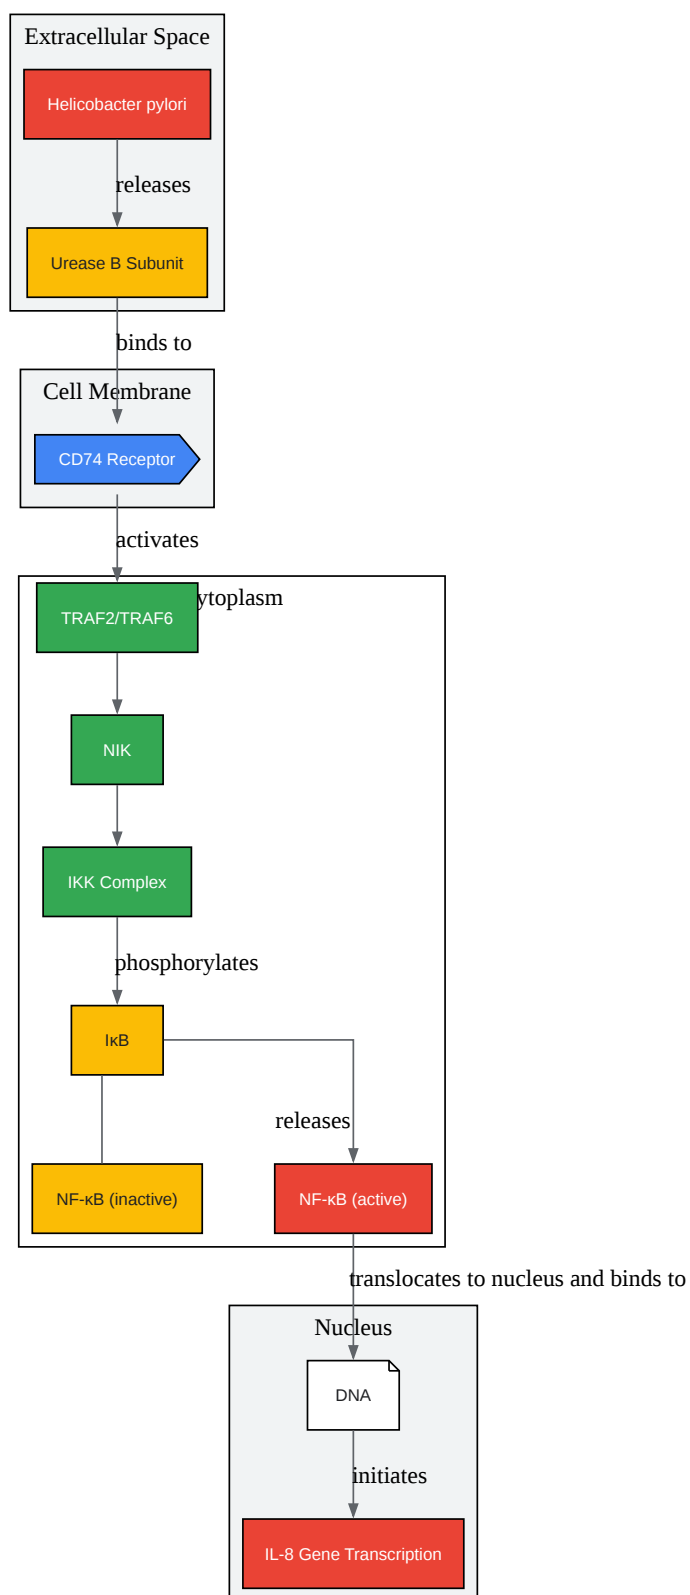 Extracellular Space
Helicobacter pylori
releases
Urease B Subunit
binds to
Cell Membrane
CD74 Receptor
activates
ytoplasm
TRAF2/TRAF6
NIK
IKK Complex
phosphorylates
IκB
releases
NF-κB (inactive)
NF-κB (active)
translocates to nucleus and binds to
Nucleus
DNA
initiates
IL-8 Gene Transcription